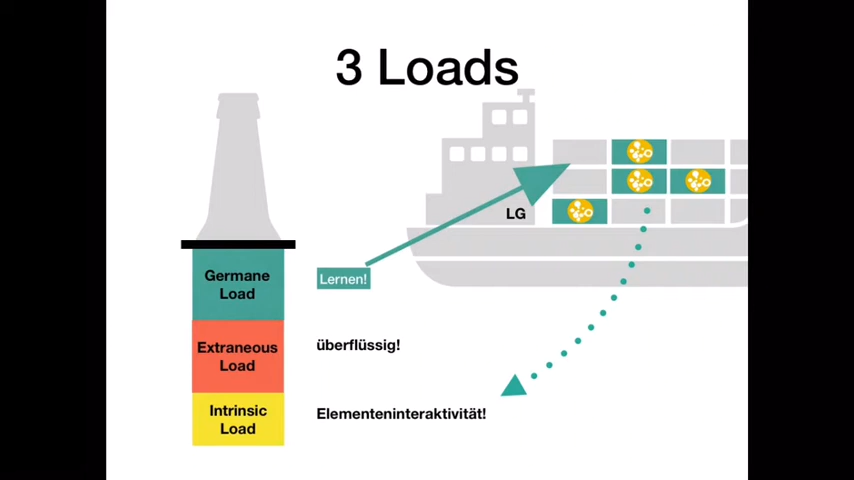 3 Loads
LG
Germane
Load
Lernen!
Extraneous
Load
überflüssig!
Intrinsic
Load
Elementeninteraktivität!